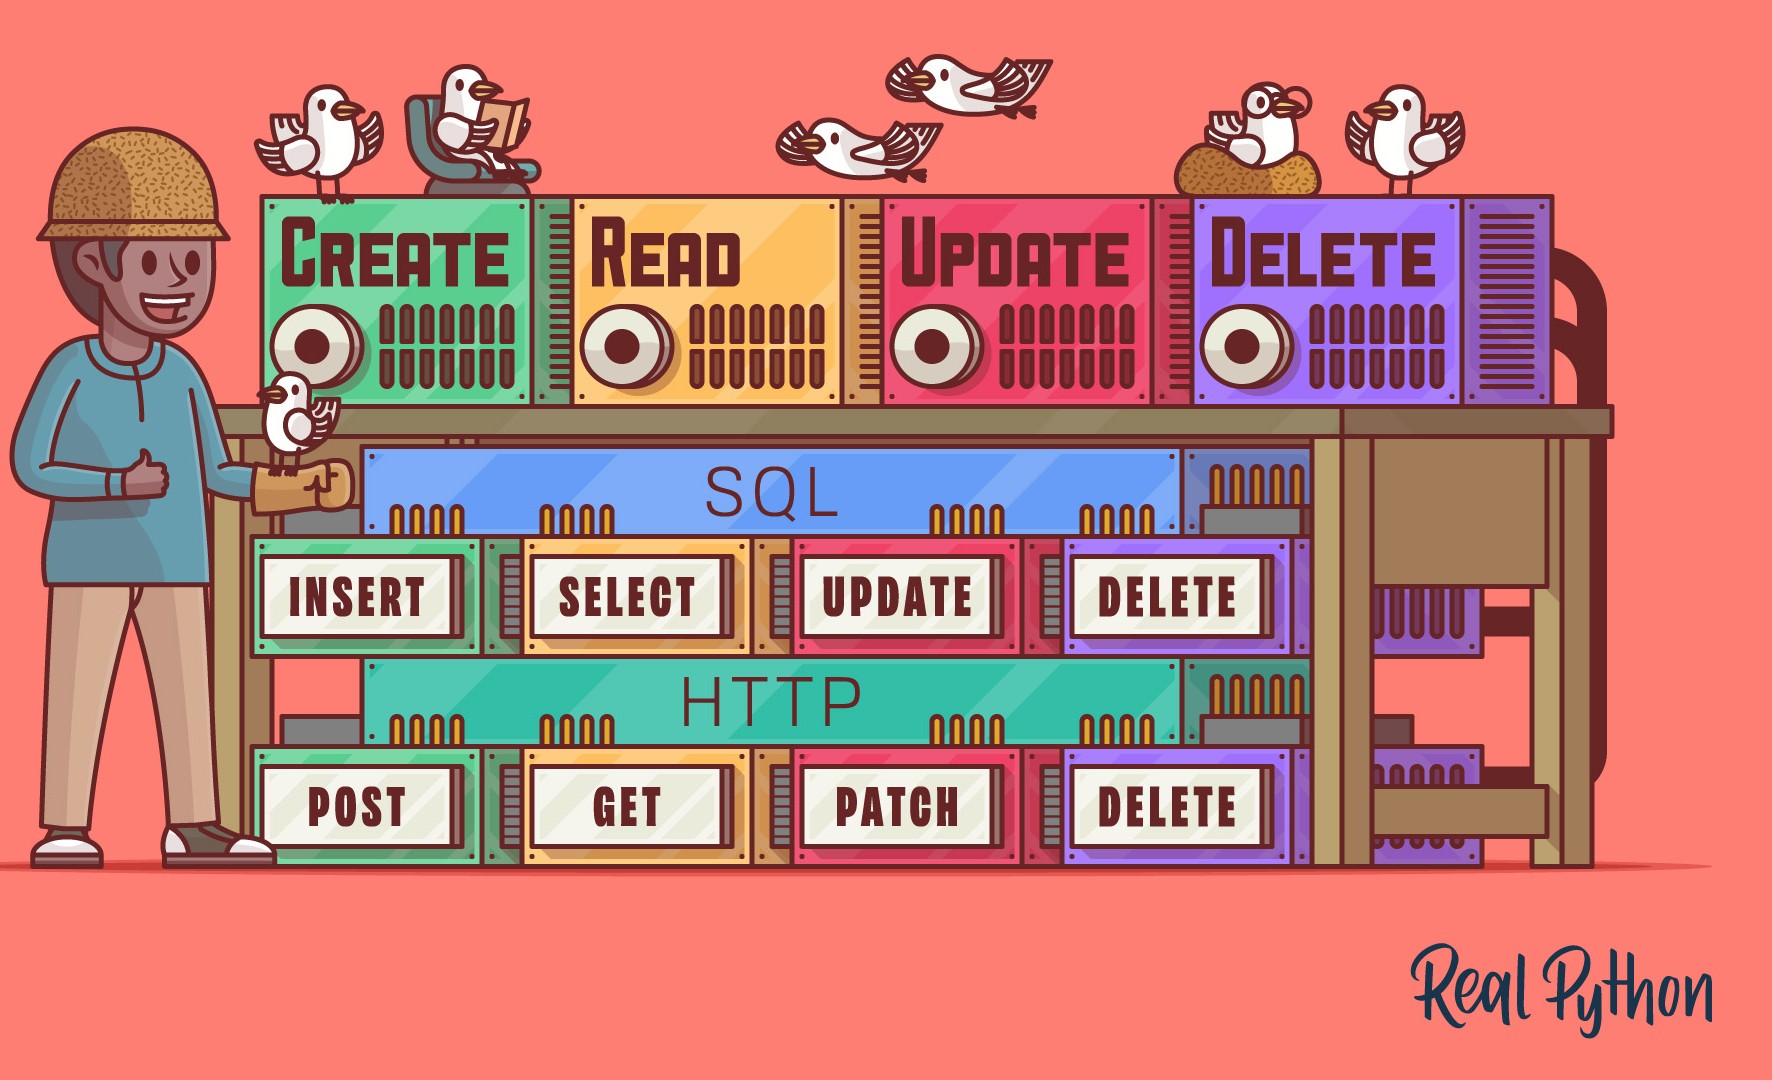 CREATE READ UPDATE DELETE
SQL
INSERT SELECT UPDATE DELETE
HTTP
POST GET PATCH DELETE
Real Python